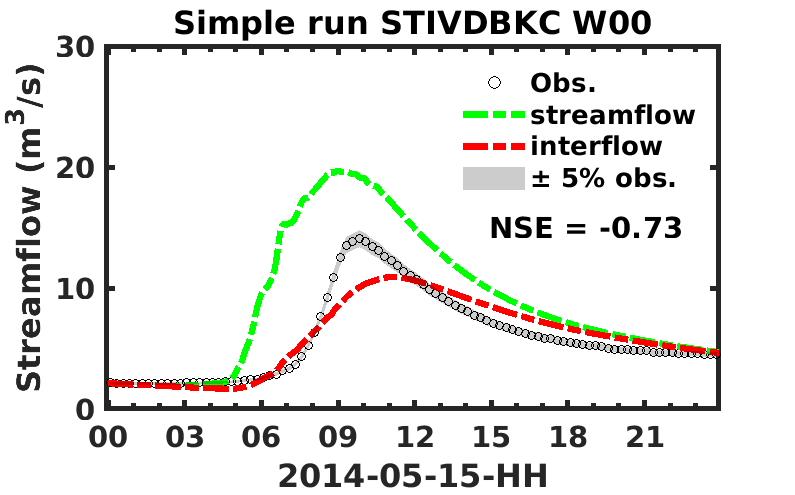 Simple run STIVDBKC W00
Streamflow (m³/s)
30
20
10
0
Obs.
streamflow
interflow
± 5% obs.
NSE = -0.73
00 03 06 09 12 15 18 21
2014-05-15-HH